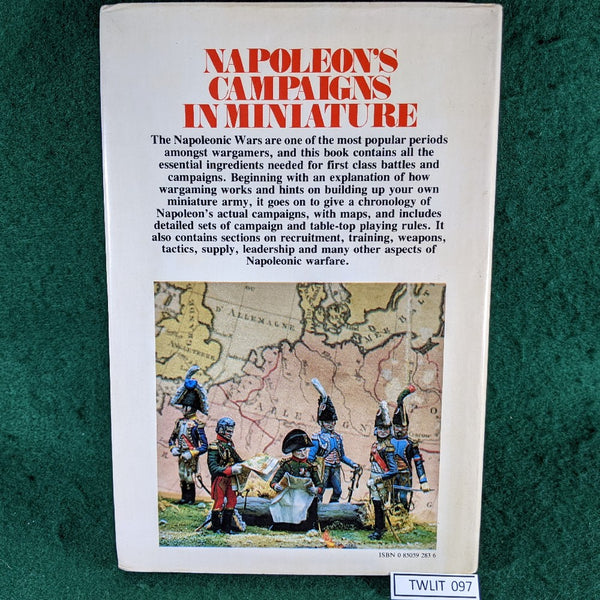 NAPOLEON'S
CAMPAIGNS
IN MINIATURE
The Napoleonic Wars are one of the most popular periods
amongst wargamers, and this book contains all the
essential ingredients needed for first class battles and
campaigns. Beginning with an explanation of how
wargaming works and hints on building up your own
miniature army, it goes on to give a chronology of
Napoleon's actual campaigns, with maps, and includes
detailed sets of campaign and table-top playing rules. It
also contains sections on recruitment, training, weapons,
tactics, supply, leadership and many other aspects of
Napoleonic warfare.
D'ALLEMAGNE
ISBN 0 85059 283 6
TWLIT 097